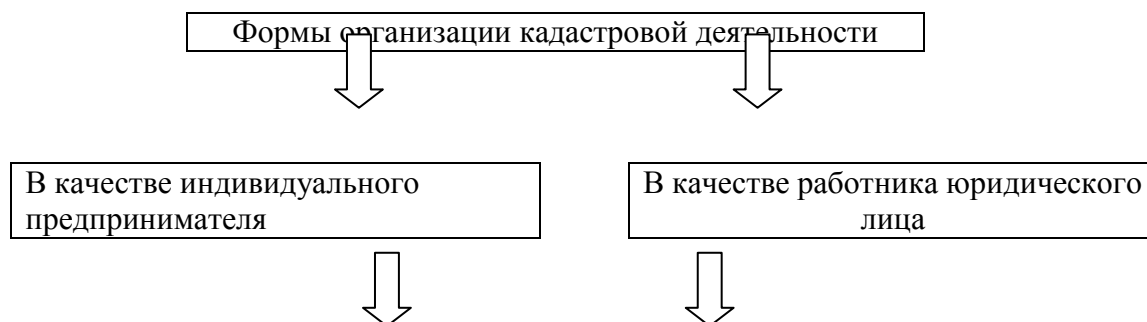 Формы организации кадастровой деятельности
В качестве индивидуального
предпринимателя
В качестве работника юридического
лица